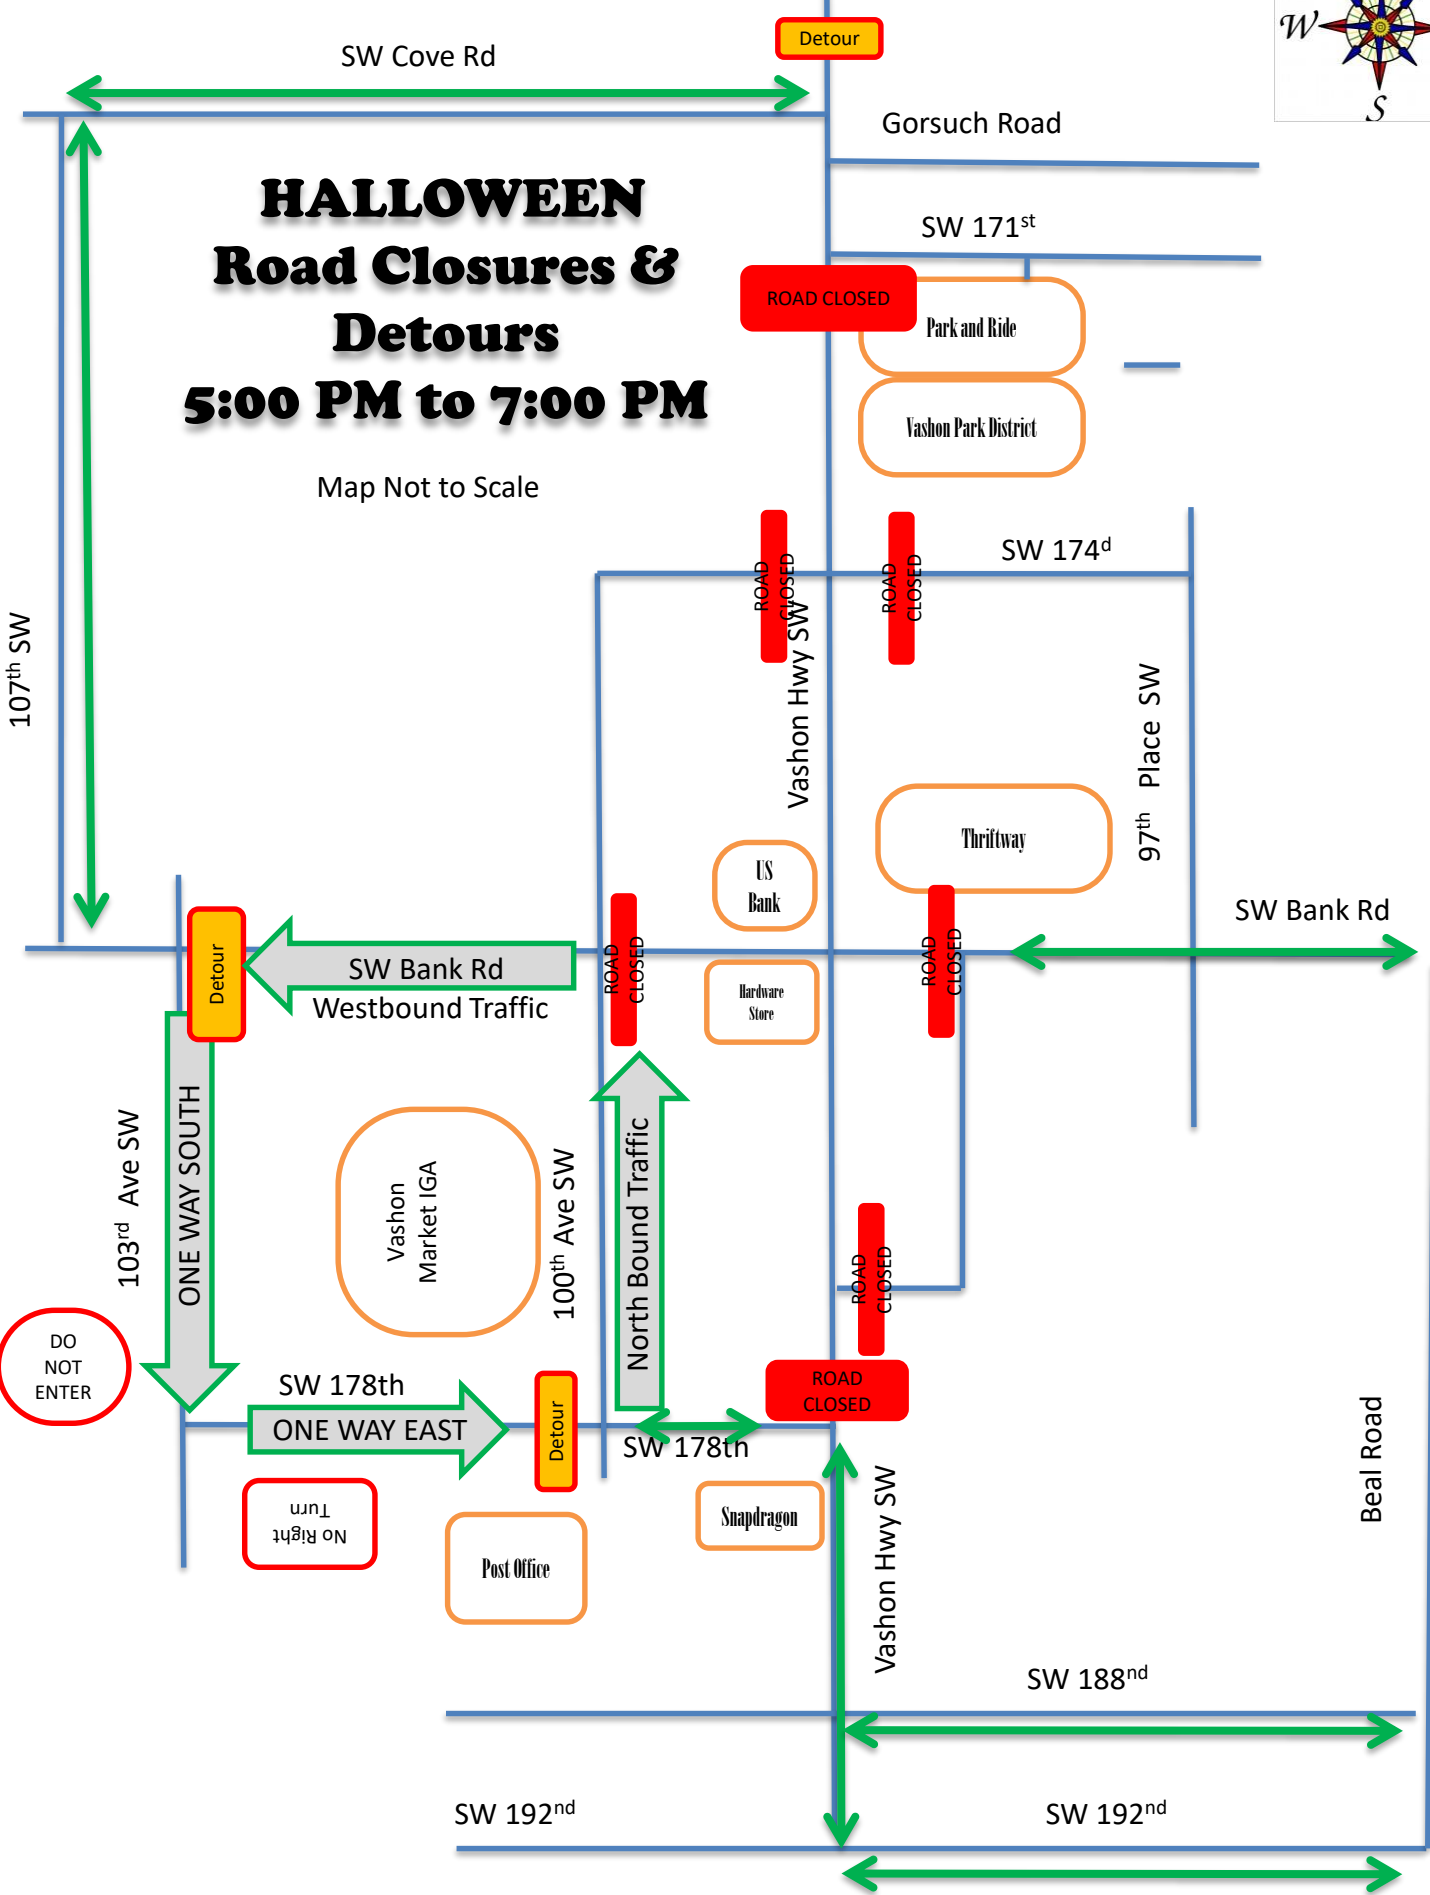 Detour
SW Cove Rd
W
S
Gorsuch Road
HALLOWEEN
Road Closures &
Detours
5:00 PM to 7:00 PM
Map Not to Scale
SW 171st
ROAD CLOSED
Park and Ride
Vashon Park District
SW 174d
ROAD
CLOSED
ROAD
CLOSED
107th SW
Vashon Hwy SW
97th Place SW
Thriftway
US
Bank
SW Bank Rd
Detour
SW Bank Rd
Westbound Traffic
ROAD
CLOSED
Hardware
Store
ROAD
CLOSED
103rd Ave SW
ONE WAY SOUTH
Vashon
Market IGA
100th Ave SW
North Bound Traffic
ROAD
CLOSED
DO
NOT
ENTER
SW 178th
ONE WAY EAST
Detour
SW 178th
ROAD
CLOSED
No Right
Turn
Post Office
Snapdragon
Vashon Hwy SW
Beal Road
SW 188nd
SW 192nd
SW 192nd